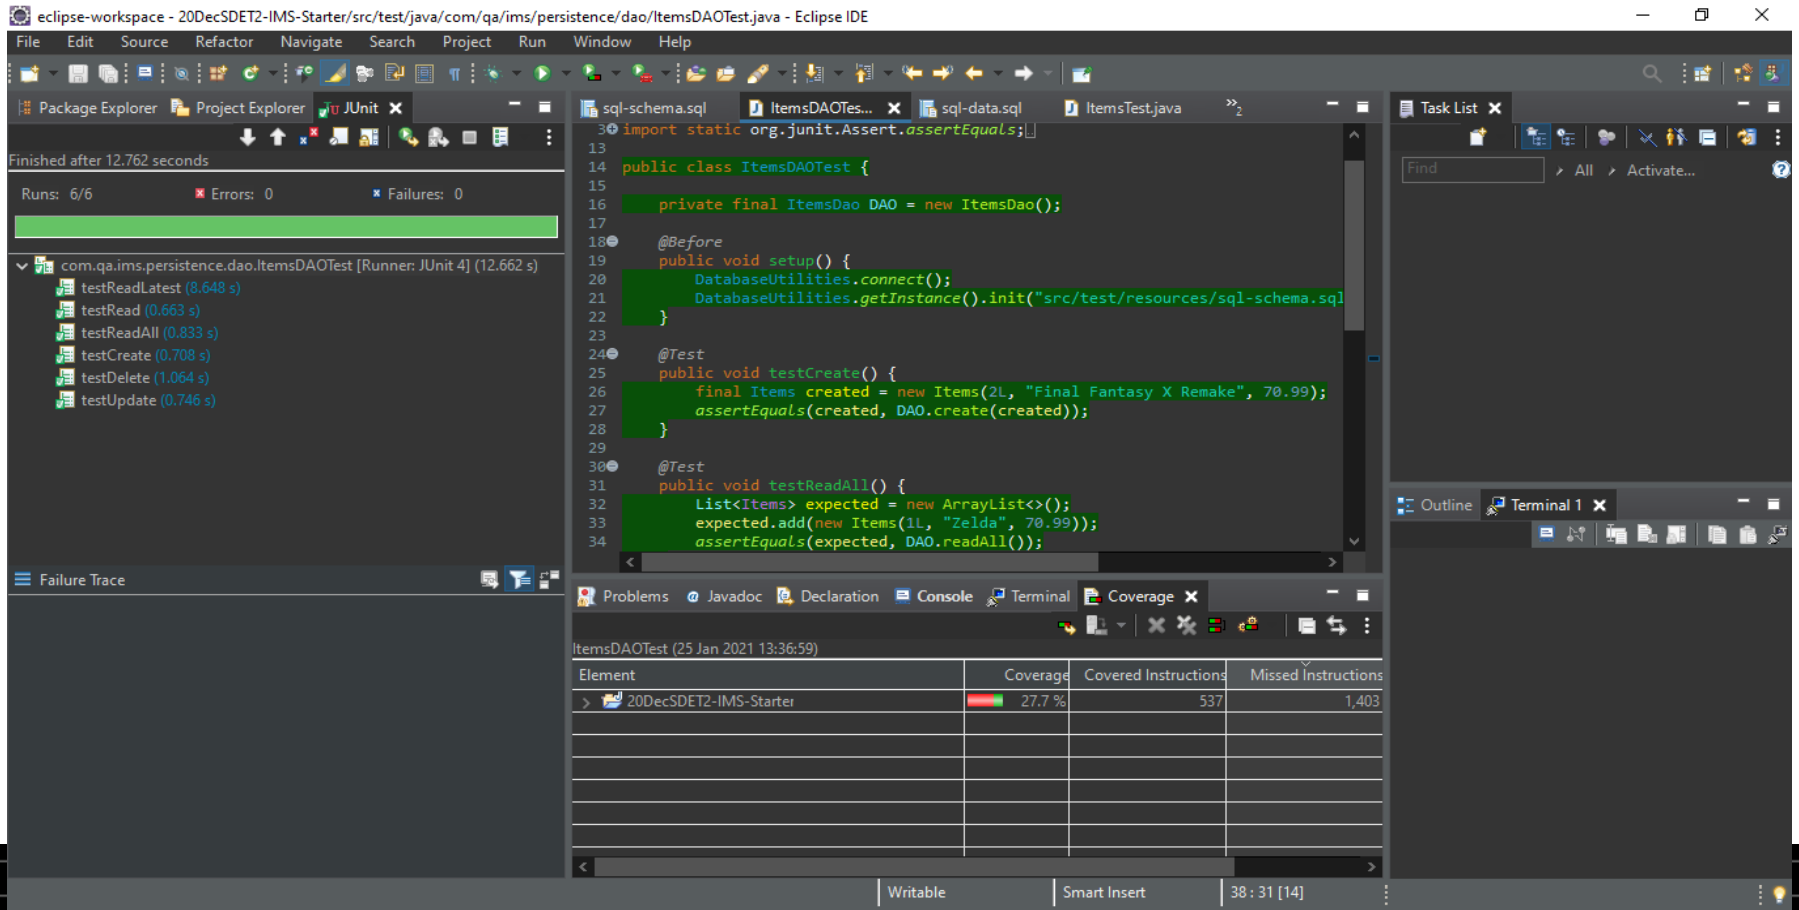 eclipse-workspace - 20DecSDET2-IMS-Starter/src/test/java/com/qa/ims/persistence/dao/ItemsDAOTest.java - Eclipse IDE
File Edit Source Refactor Navigate Search Project Run Window Help
Package Explorer Project Explorer JUnit
Finished after 12.762 seconds
Runs: 6/6 Errors: 0 Failures: 0
com.qa.ims.persistence.dao.ItemsDAOTest [Runner: JUnit 4] (12.662 s)
testReadLatest (8.648 s)
testRead (0.663 s)
testReadAll (0.833 s)
testCreate (0.708 s)
testDelete (1.064 s)
testUpdate (0.746 s)
Failure Trace
sql-schema.sql ItemsDAOTes... sql-data.sql ItemsTest.java »2
3 import static org.junit.Assert.assertEquals;
13
14 public class ItemsDAOTest {
15
16 private final ItemsDao DAO = new ItemsDao();
17
18 @Before
19 public void setup() {
20 DatabaseUtilities.connect();
21 DatabaseUtilities.getInstance().init("src/test/resources/sql-schema.sql
22 }
23
24 @Test
25 public void testCreate() {
26 final Items created = new Items(2L, "Final Fantasy X Remake", 70.99);
27 assertEquals(created, DAO.create(created));
28 }
29
30 @Test
31 public void testReadAll() {
32 List<Items> expected = new ArrayList<>();
33 expected.add(new Items(1L, "Zelda", 70.99));
34 assertEquals(expected, DAO.readAll());
Problems Javadoc Declaration Console Terminal Coverage
ItemsDAOTest (25 Jan 2021 13:36:59)
Element Coverage Covered Instructions Missed Instructions
20DecSDET2-IMS-Starter 27.7 % 537 1,403
Task List
Find All Activate...
Outline Terminal 1
Writable Smart Insert 38 : 31 [14]